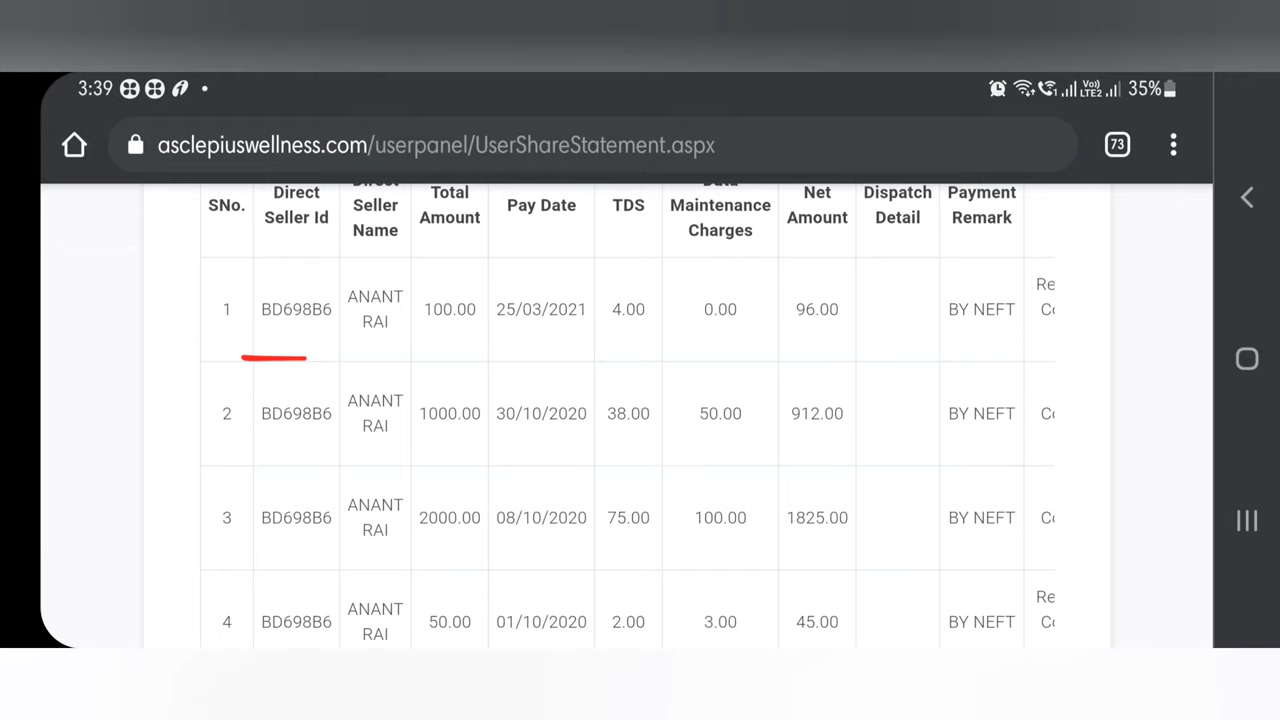 3:39
Vo)) LTE2 35%
asclepiuswellness.com/userpanel/UserShareStatement.aspx
73
SNo. Direct Seller Id Direct Seller Name Total Amount Pay Date TDS Data Maintenance Charges Net Amount Dispatch Detail Payment Remark
1 BD698B6 ANANT RAI 100.00 25/03/2021 4.00 0.00 96.00 BY NEFT Re
2 BD698B6 ANANT RAI 1000.00 30/10/2020 38.00 50.00 912.00 BY NEFT
3 BD698B6 ANANT RAI 2000.00 08/10/2020 75.00 100.00 1825.00 BY NEFT
4 BD698B6 ANANT RAI 50.00 01/10/2020 2.00 3.00 45.00 BY NEFT Re